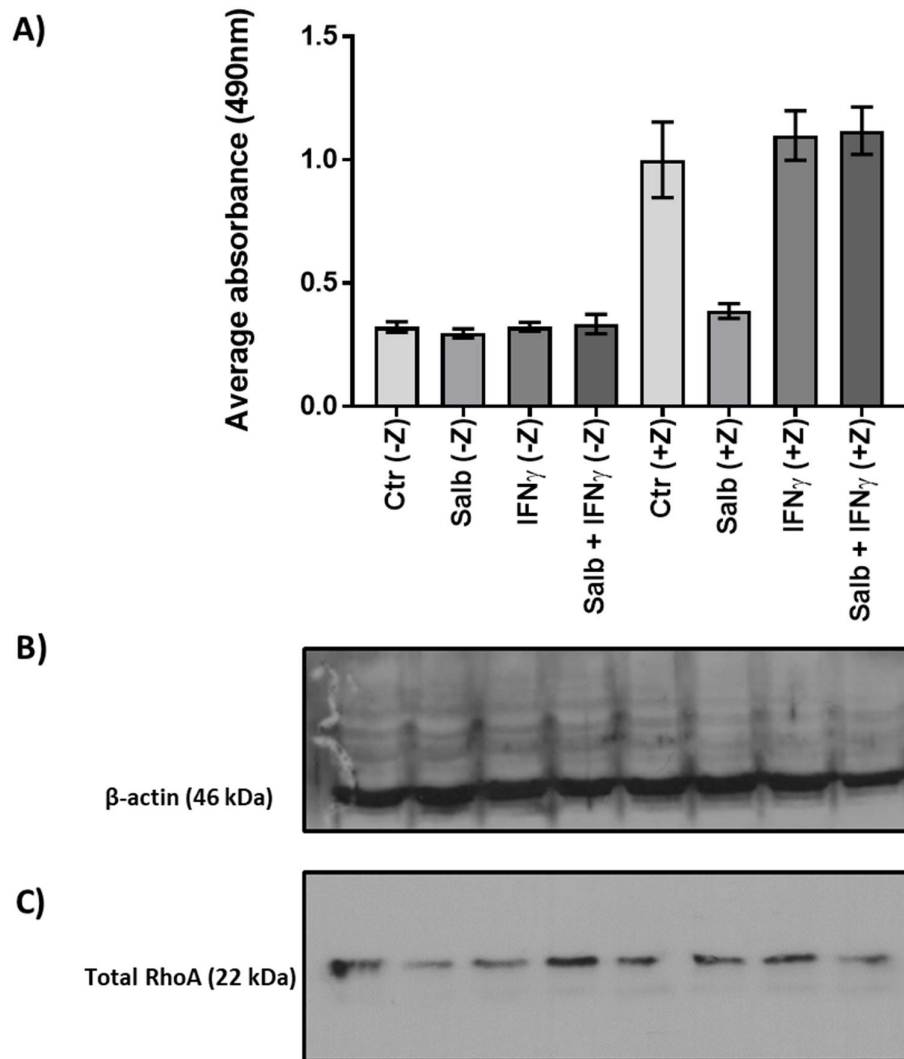 A)
Average absorbance (490nm)
1.5
1.0
0.5
0.0
Ctr (-Z)
Salb (-Z)
IFNγ (-Z)
Salb + IFNγ (-Z)
Ctr (+Z)
Salb (+Z)
IFNγ (+Z)
Salb + IFNγ (+Z)
B)
β-actin (46 kDa)
C)
Total RhoA (22 kDa)